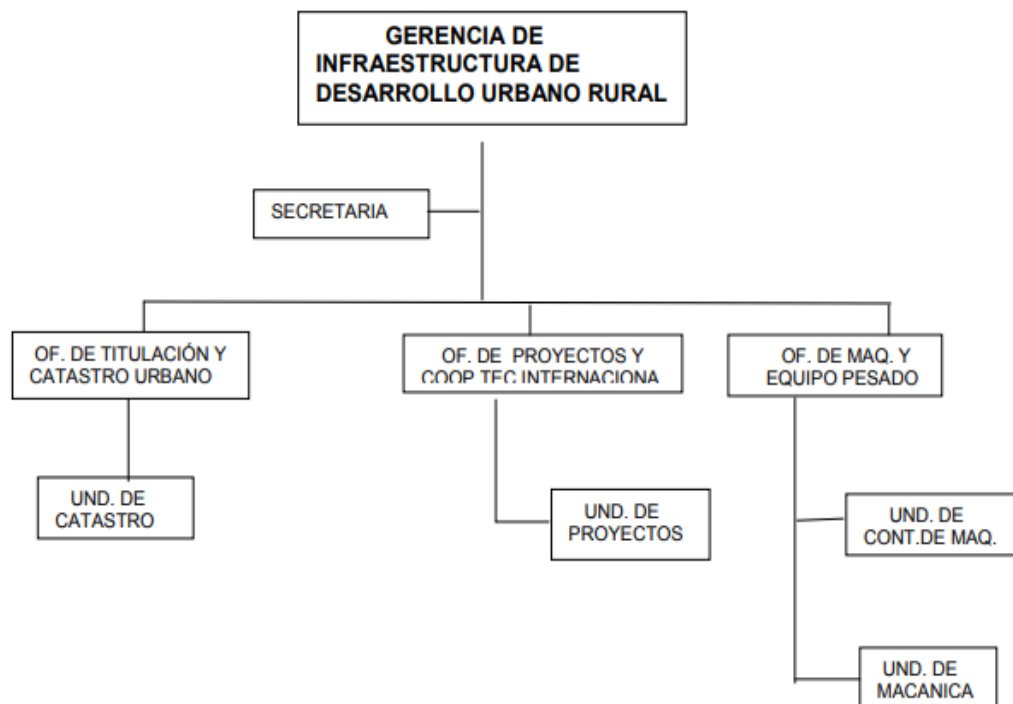 GERENCIA DE
INFRAESTRUCTURA DE
DESARROLLO URBANO RURAL
SECRETARIA
OF. DE TITULACIÓN Y
CATASTRO URBANO
OF. DE PROYECTOS Y
COOP TEC INTERNACIONA
OF. DE MAQ. Y
EQUIPO PESADO
UND. DE
CATASTRO
UND. DE
PROYECTOS
UND. DE
CONT.DE MAQ.
UND. DE
MACANICA